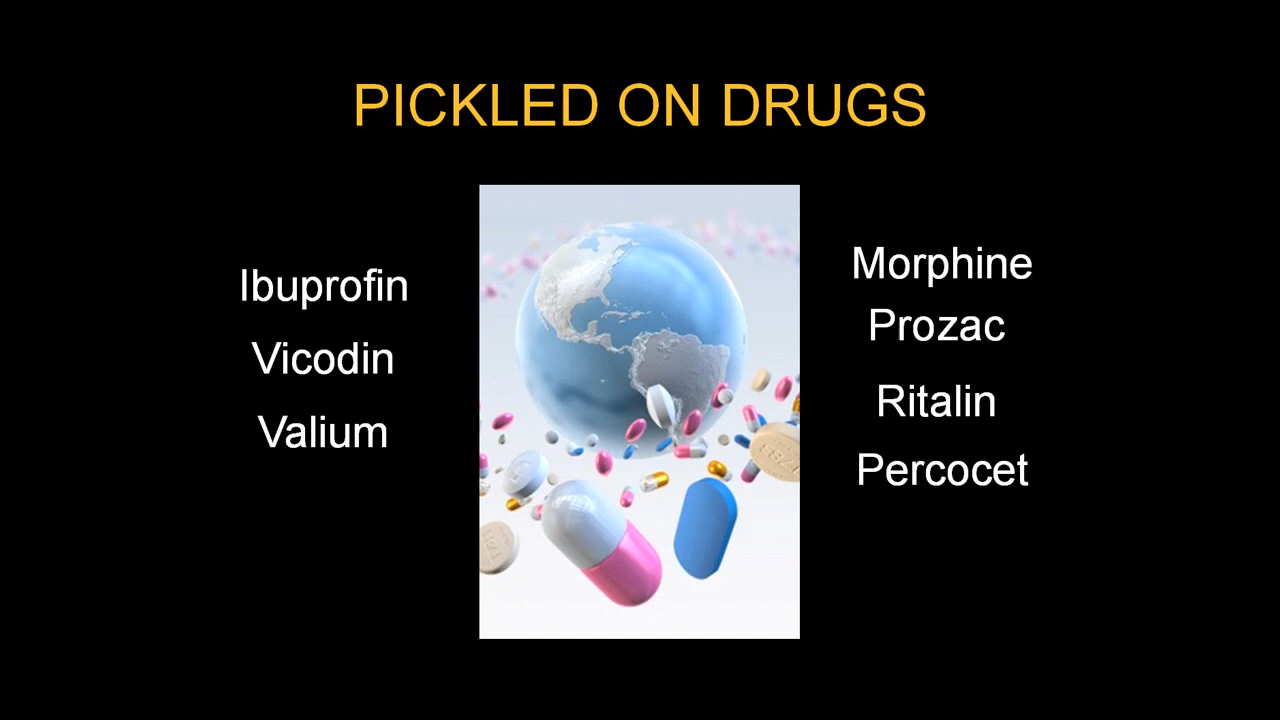 PICKLED ON DRUGS
Ibuprofin
Vicodin
Valium
Morphine
Prozac
Ritalin
Percocet